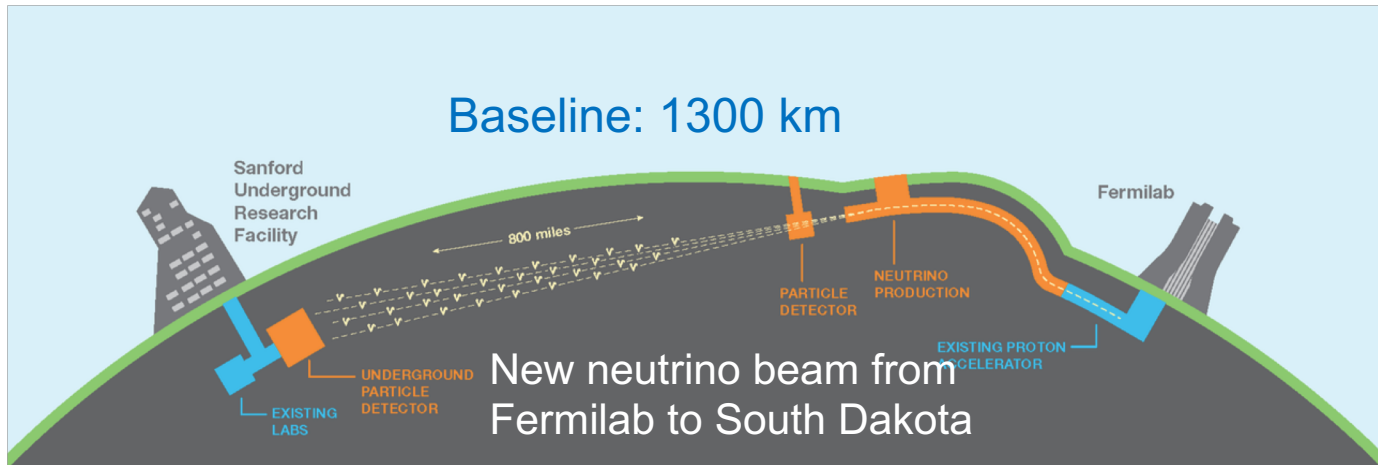 Baseline: 1300 km
Sanford
Underground
Research
Facility
800 miles
Fermilab
PARTICLE
DETECTOR
NEUTRINO
PRODUCTION
EXISTING PROTON
ACCELERATOR
UNDERGROUND
PARTICLE
DETECTOR
EXISTING
LABS
New neutrino beam from
Fermilab to South Dakota